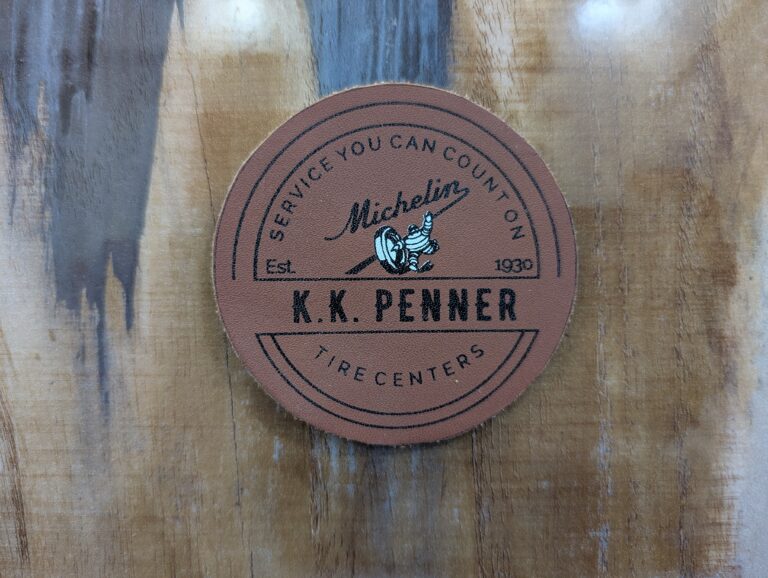 SERVICE YOU CAN COUNT ON
Michelin
Est. 1930
K.K. PENNER
TIRE CENTERS